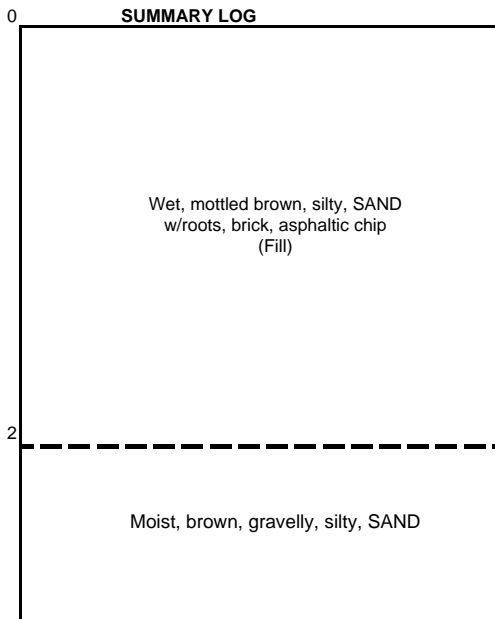 0 SUMMARY LOG
Wet, mottled brown, silty, SAND
w/roots, brick, asphaltic chip
(Fill)
2
Moist, brown, gravelly, silty, SAND